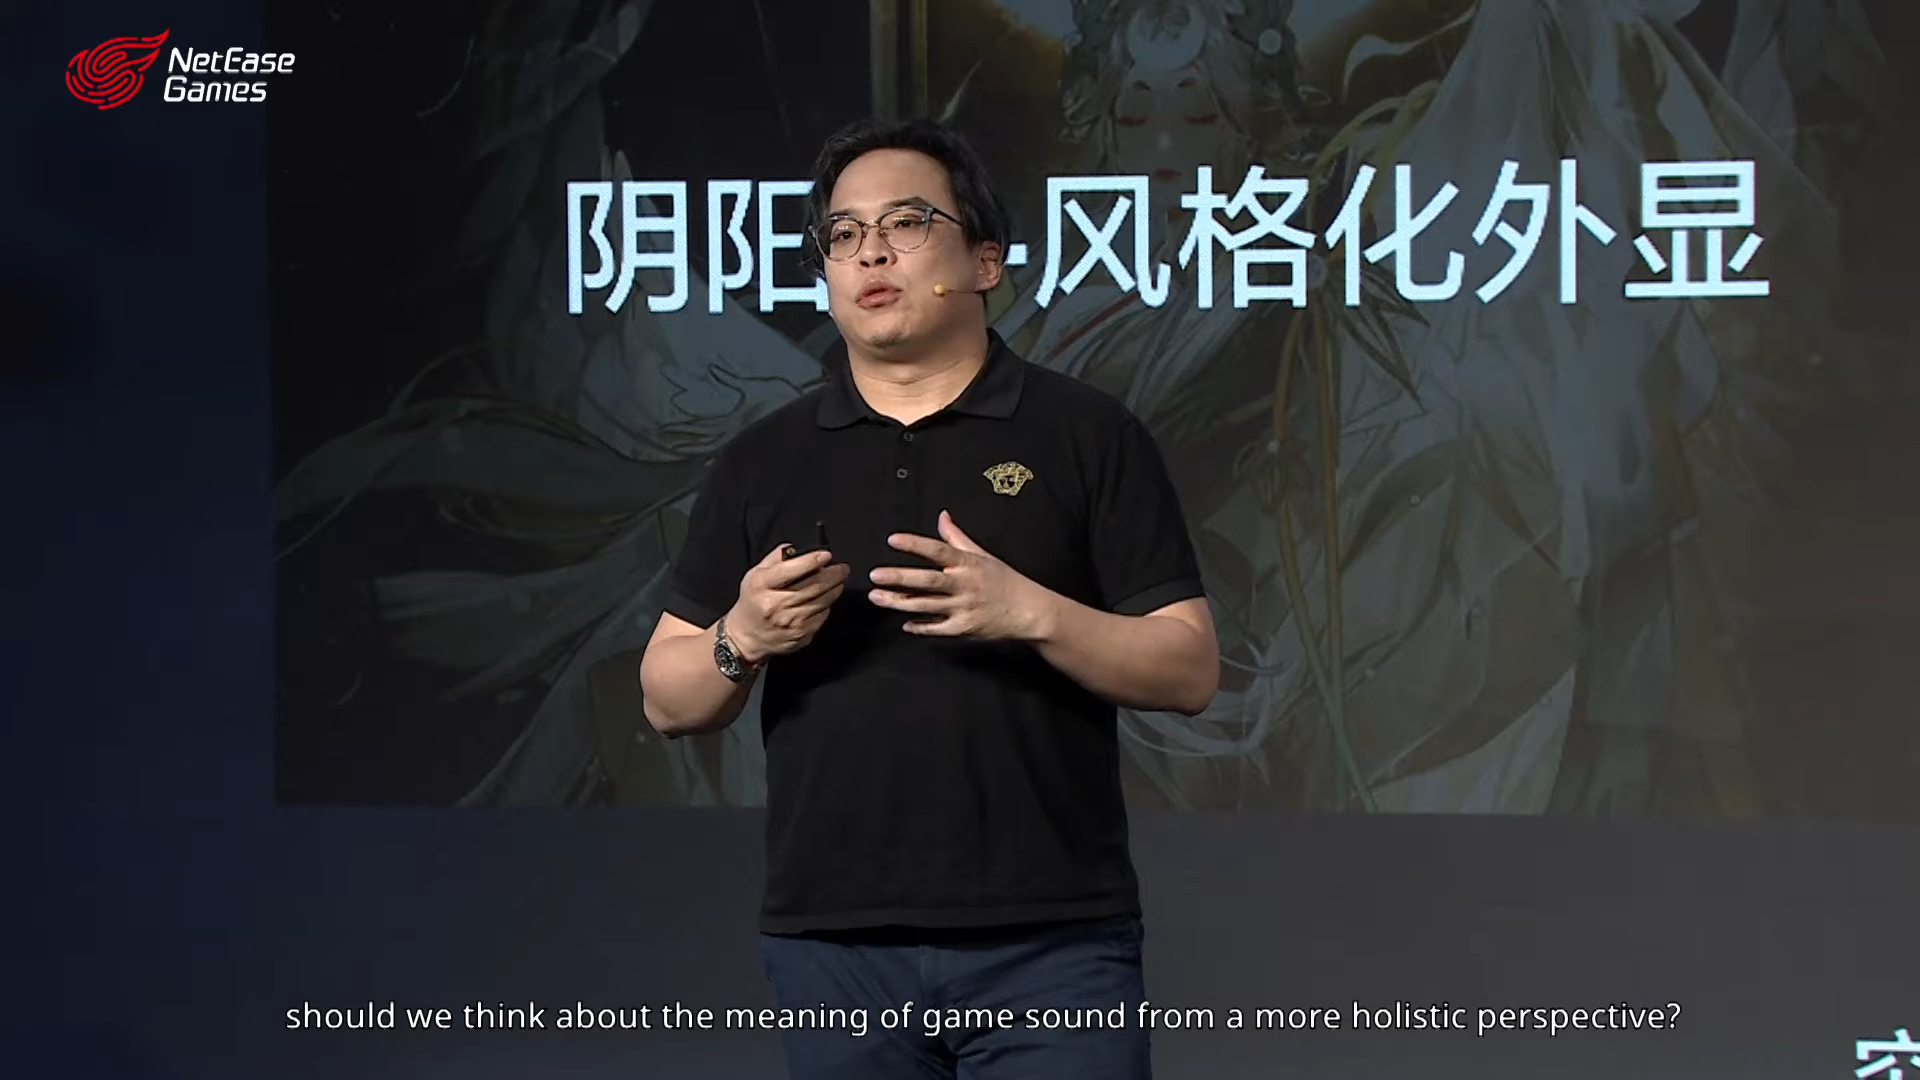 NetEase
Games
阴阳 ·风格化外显
should we think about the meaning of game sound from a more holistic perspective?